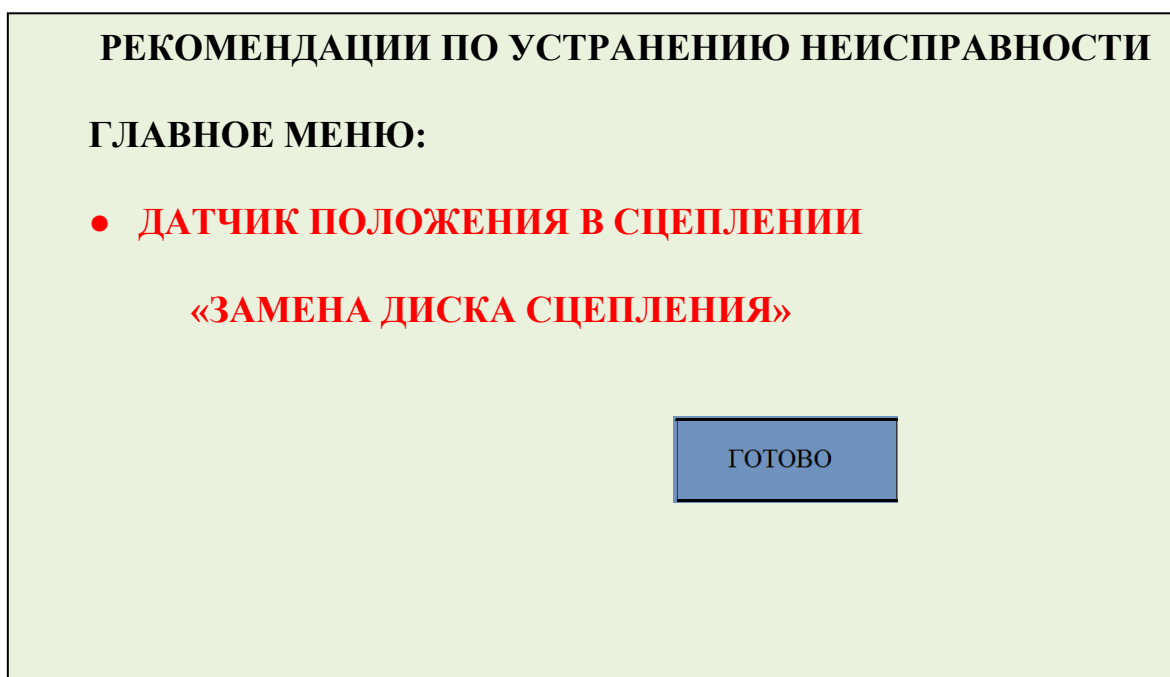 РЕКОМЕНДАЦИИ ПО УСТРАНЕНИЮ НЕИСПРАВНОСТИ
ГЛАВНОЕ МЕНЮ:
● ДАТЧИК ПОЛОЖЕНИЯ В СЦЕПЛЕНИИ
«ЗАМЕНА ДИСКА СЦЕПЛЕНИЯ»
ГОТОВО